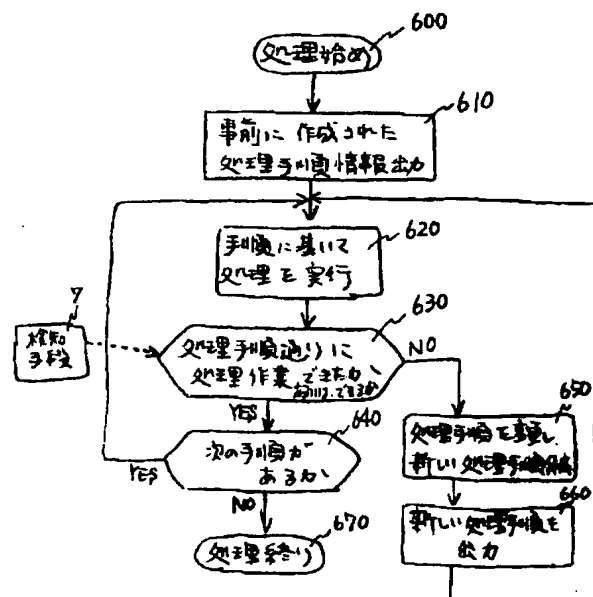 600
処理始め
610
事前に作成された
処理手順情報出力
620
手順に基いて
処理を実行
7
検知
手段
630
処理手順通りに
処理作業できたか
NO
YES
640
次の手順が
あるか
YES
NO
670
処理終り
650
処理手順を変更し、
新しい処理手順
660
新しい処理手順を
出力